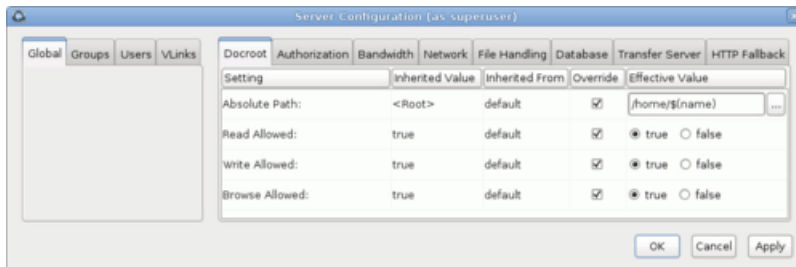 Server Configuration (as superuser)
Global Groups Users VLinks
Docroot Authorization Bandwidth Network File Handling Database Transfer Server HTTP Fallback
Setting Inherited Value Inherited From Override Effective Value
Absolute Path: <Root> default /home/$(name) ...
Read Allowed: true default true false
Write Allowed: true default true false
Browse Allowed: true default true false
OK Cancel Apply